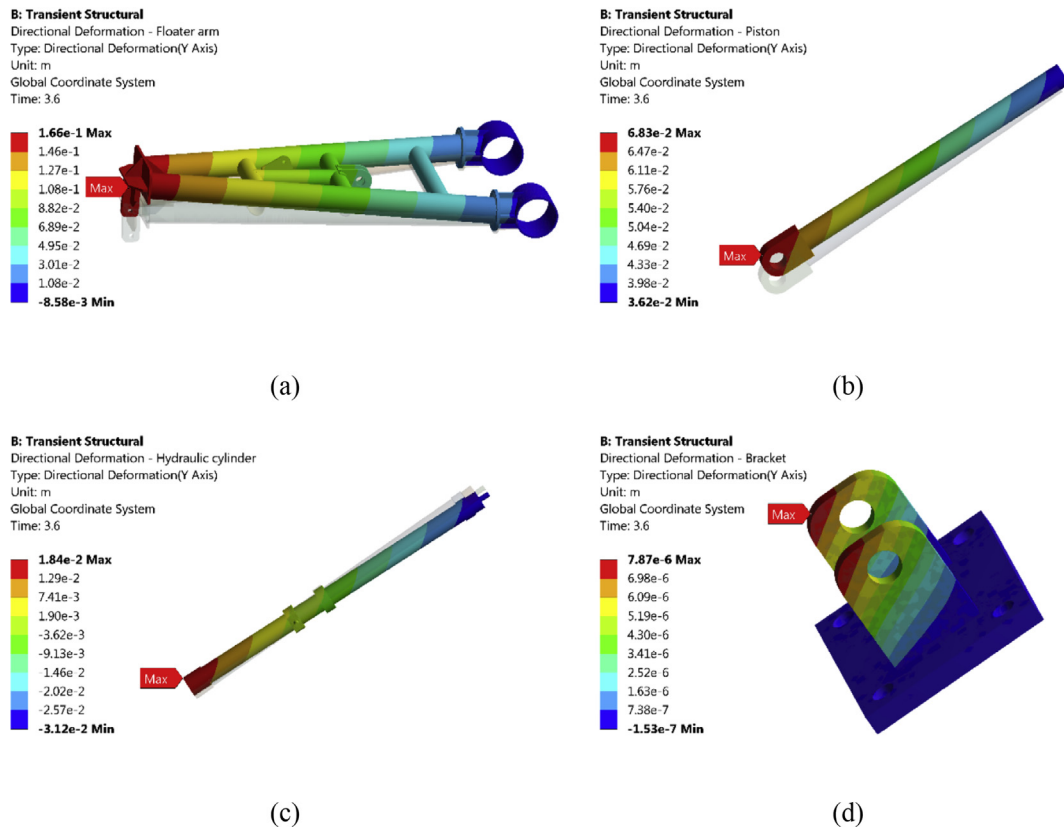 B: Transient Structural
Directional Deformation - Floater arm
Type: Directional Deformation(Y Axis)
Unit: m
Global Coordinate System
Time: 3.6
1.66e-1 Max
1.46e-1
1.27e-1
1.08e-1
8.82e-2
6.89e-2
4.95e-2
3.01e-2
1.08e-2
-8.58e-3 Min
Max
(a)
B: Transient Structural
Directional Deformation - Piston
Type: Directional Deformation(Y Axis)
Unit: m
Global Coordinate System
Time: 3.6
6.83e-2 Max
6.47e-2
6.11e-2
5.76e-2
5.40e-2
5.04e-2
4.69e-2
4.33e-2
3.98e-2
3.62e-2 Min
Max
(b)
B: Transient Structural
Directional Deformation - Hydraulic cylinder
Type: Directional Deformation(Y Axis)
Unit: m
Global Coordinate System
Time: 3.6
1.84e-2 Max
1.29e-2
7.41e-3
1.90e-3
-3.62e-3
-9.13e-3
-1.46e-2
-2.02e-2
-2.57e-2
-3.12e-2 Min
Max
(c)
B: Transient Structural
Directional Deformation - Bracket
Type: Directional Deformation(Y Axis)
Unit: m
Global Coordinate System
Time: 3.6
7.87e-6 Max
6.98e-6
6.09e-6
5.19e-6
4.30e-6
3.41e-6
2.52e-6
1.63e-6
7.38e-7
-1.53e-7 Min
Max
(d)